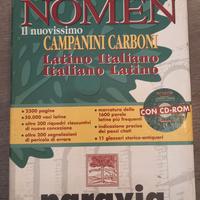 NOMEN
Il nuovissimo
CAMPANINI CARBONI
Latino Italiano
Italiano Latino
• 2300 pagine
• 50.000 voci latine
• oltre 300 riquadri riassuntivi di nuova concezione
• oltre 300 segnalazioni di pericolo di errore
• marcatura delle 1600 parole latine più frequenti
• indicazione precisa dei passi citati
• 11 glossari storico-antiquari
CON CD-ROM
paravia